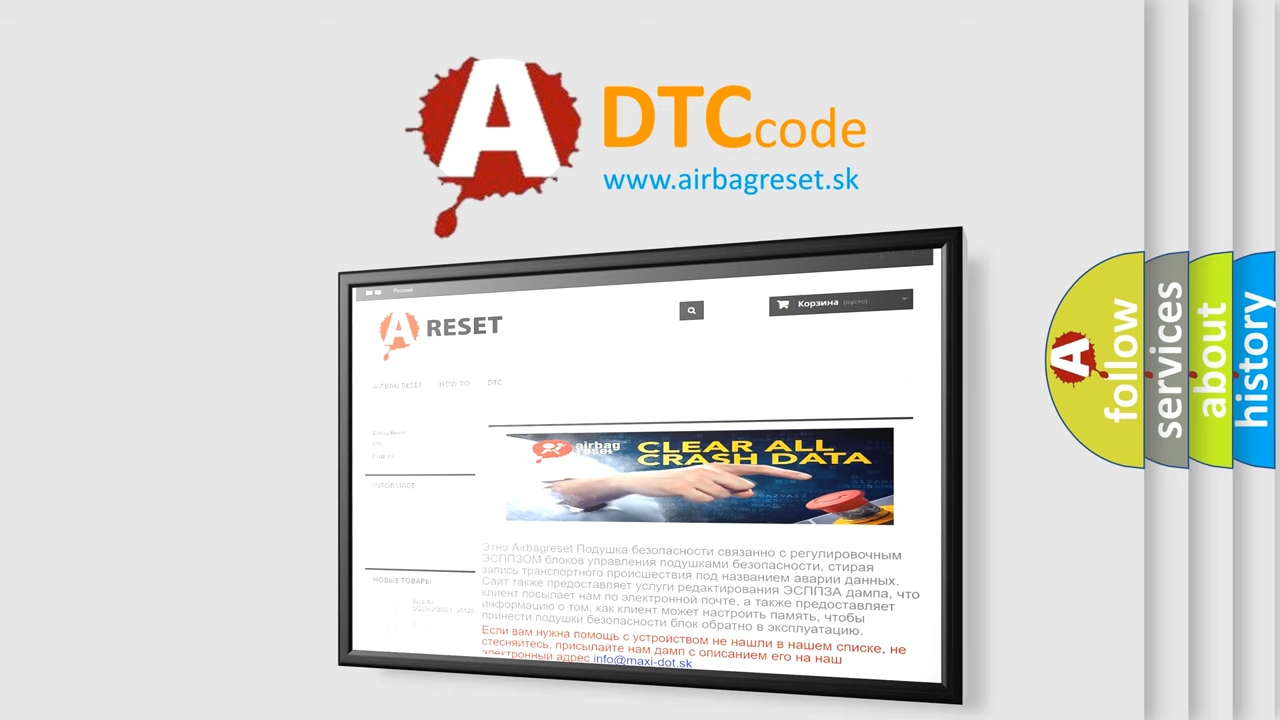 A DTCcode
www.airbagreset.sk
Русский
A RESET
Корзина (пусто)
AIRBAG RESET HOW TO DTC
INFORMACE
airbag reset
CLEAR ALL
CRASH DATA
Этно Airbagreset Подушка безопасности связанно с регулировочным
ЭСППЗОМ блоков управления подушками безопасности, стирая
запись транспортного происшествия под названием аварии данных.
Сайт также предоставляет услуги редактирования ЭСППЗА дампа, что
клиент посылает нам по электронной почте, а также предоставляет
информацию о том, как клиент может настроить память, чтобы
принести подушки безопасности блок обратно в эксплуатацию.
Если вам нужна помощь с устройством не нашли в нашем списке, не
стесняйтесь, присылайте нам дамп с описанием его на наш
электронный адрес info@maxi-dot.sk
НОВЫЕ ТОВАРЫ
A follow
services
about
history